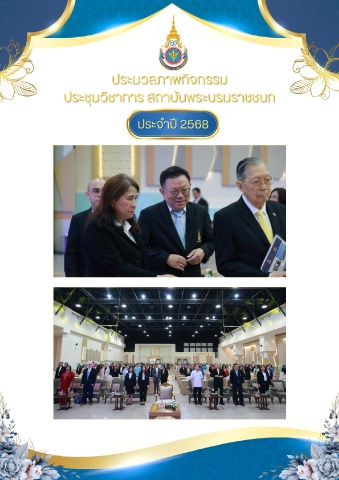 ประมวลภาพกิจกรรม
ประชุมวิชาการ สถาบันพระบรมราชชนก
ประจำปี 2568